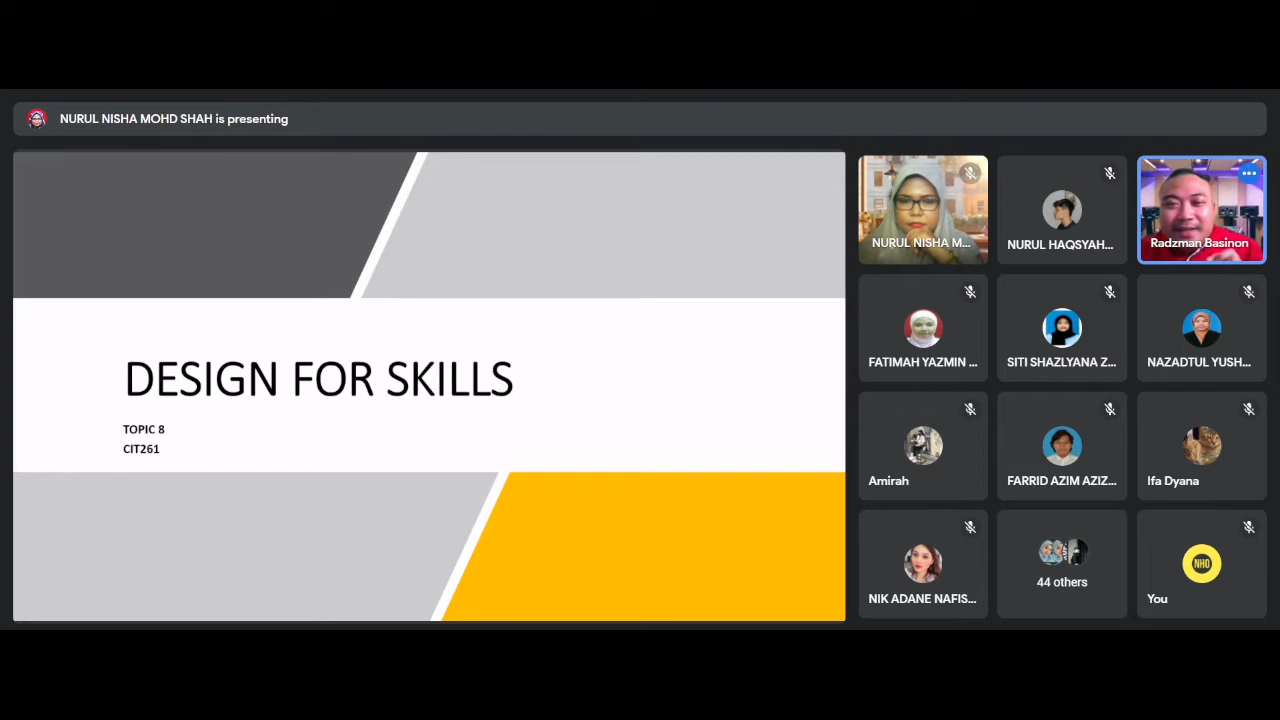 NURUL NISHA MOHD SHAH is presenting
DESIGN FOR SKILLS
TOPIC 8
CIT261
NURUL NISHA M...
NURUL HAQSYAH...
Radzman Basinon
FATIMAH YAZMIN ...
SITI SHAZLYANA Z...
NAZADTUL YUSH...
Amirah
FARRID AZIM AZIZ...
Ifa Dyana
NIK ADANE NAFIS...
44 others
NHO
You